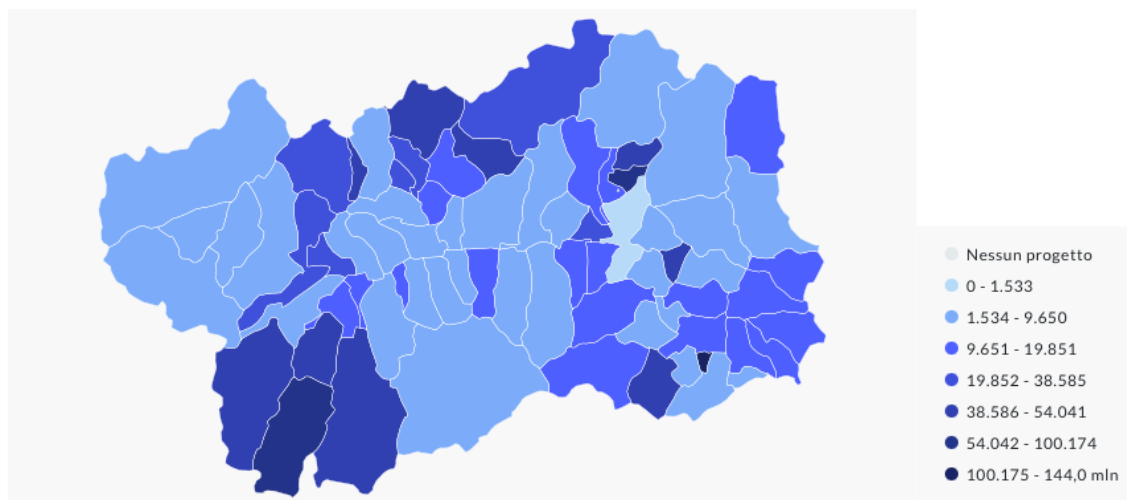 Nessun progetto
0 - 1.533
1.534 - 9.650
9.651 - 19.851
19.852 - 38.585
38.586 - 54.041
54.042 - 100.174
100.175 - 144,0 mln